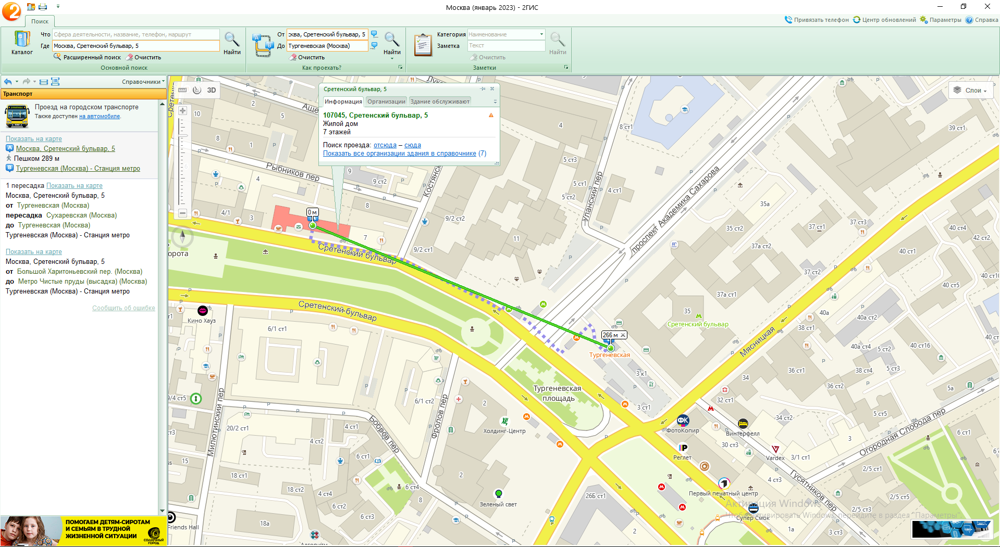 Москва (январь 2023) - 2ГИС
Поиск
Привязать телефон
Центр обновлений
Параметры
Справка
Каталог
Что Сфера деятельности, название, телефон, маршрут
Где Москва, Сретенский бульвар, 5
Расширенный поиск Очистить
Найти
Основной поиск
От сква, Сретенский бульвар, 5
До Тургеневская (Москва)
Очистить
Найти
Как проехать?
Категория Наименование
Заметка Текст
Очистить
Найти
Заметки
Справочники
Транспорт
Проезд на городском транспорте
Также доступен на автомобиле.
Показать на карте
A Москва, Сретенский бульвар, 5
Пешком 289 м
B Тургеневская (Москва) - Станция метро
1 пересадка Показать на карте
Москва, Сретенский бульвар, 5
от Тургеневская (Москва)
пересадка Сухаревская (Москва)
до Тургеневская (Москва)
Тургеневская (Москва) - Станция метро
Показать на карте
Москва, Сретенский бульвар, 5
от Большой Харитоньевский пер. (Москва)
до Метро Чистые пруды (высадка) (Москва)
Тургеневская (Москва) - Станция метро
Сообщить об ошибке
ПОМОГАЕМ ДЕТЯМ-СИРОТАМ
И СЕМЬЯМ В ТРУДНОЙ
ЖИЗНЕННОЙ СИТУАЦИИ
СОЛНЕЧНЫЙ
ГОРОД
3D
Слои
Сретенский бульвар, 5
Информация Организации Здание обслуживают
107045, Сретенский бульвар, 5
Жилой дом
7 этажей
Поиск проезда: отсюда – сюда
Показать все организации здания в справочнике (7)
Рыбников пер
Уланский пер
проспект Академика Сахарова
0 м
266 м
Сретенский бульвар
Сретенский бульвар
Сретенский бульвар
Тургеневская
Тургеневская
площадь
Мясницкая
Кино Хауз
Милютинский пер
Бобров пер
Фролов пер
Холдинг-Центр
Зеленый свет
ФотоКопир
Реглет
Винтерфелл
Vardex
Огородная Слобода пер
Гусятников пер
Первый печатный центр
Супер Смок
Friends Hall
10
2
5
8
1
4
9
9 ст2
8
4/1
3
7
9/2 ст2
9/2 ст1
11
4
8 ст1
5 ст3
5 ст1
5 ст2
4 ст1
39 ст1
35а
35 ст2
37 ст1
37 ст3
37а ст2
40 ст4
42 ст2
40 ст1
37 ст2
40 ст5
37а ст1
35
40а
40а ст2
38 ст1
40а ст4
5 ст2
40 ст16
5 ст3
38 ст4
36 ст1
34
36 ст2
5а
32 ст1
34 ст2
5 ст5
3 к1
3 ст1
6/1 ст1
6/1 ст2
9/4 ст5
20/2 ст1
4 ст1
4 ст2
6 ст1
15
18 ст1
18 ст2
4 ст4
6 ст4
6 ст2
6 ст3
18а
8
2
2
26Б ст1
30 ст3
3/1 ст1
3
6 ст1
4 ст3
2/5 ст1
2/5 ст5
2/5 ст3
1а
3 ст3
2
Активация Windows
Чтобы активировать Windows, перейдите в раздел "Параметры".